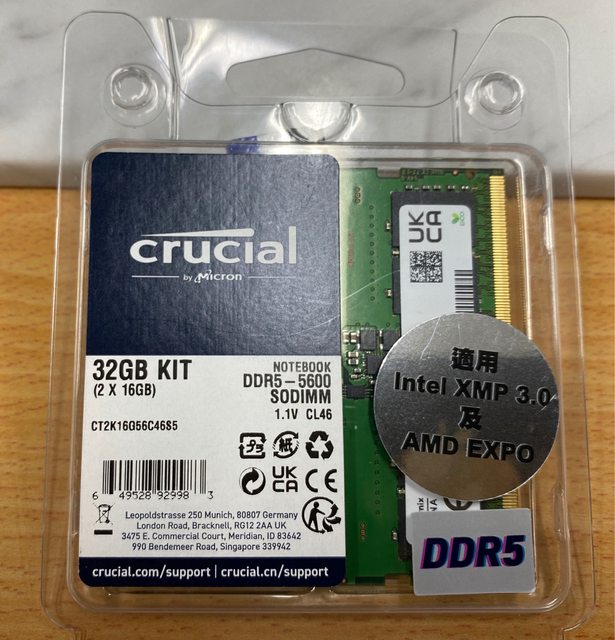 crucial
by Micron
32GB KIT
(2 X 16GB)
NOTEBOOK
DDR5-5600
SODIMM
1.1V CL46
CT2K16G56C46S5
6 49528 92998 3
UK
CA
CE
Leopoldstrasse 250 Munich, 80807 Germany
London Road, Bracknell, RG12 2AA UK
3475 E. Commercial Court, Meridian, ID 83642
990 Bendemeer Road, Singapore 339942
crucial.com/support | crucial.cn/support
UK
CA
適用
Intel XMP 3.0
及
AMD EXPO
DDR5